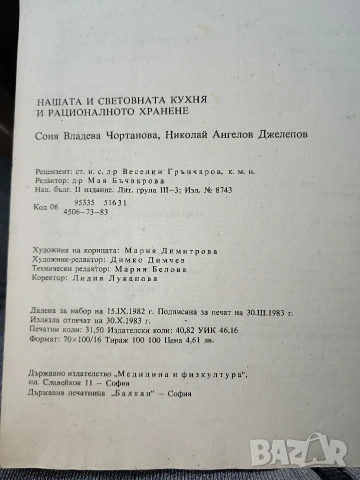 НАШАТА И СВЕТОВНАТА КУХНЯ
И РАЦИОНАЛНОТО ХРАНЕНЕ
Соня Владева Чортанова, Николай Ангелов Джелепов
Рецензент: ст. н. с. д-р Веселин Грънчаров, к. м. н.
Редактор: д-р Мая Бъчварова
Нац. бълг. II издание. Лит. група III—3; Изд. № 8743
Код 06 95335 51631
4506—73—83
Художник на корицата: Мария Димитрова
Художник-редактор: Димко Димчев
Технически редактор: Мария Белова
Коректор: Лидия Луканова
Дадена за набор на 15.IX.1982 г. Подписана за печат на 30.III.1983 г.
Излязла отпечат на 30.X.1983 г.
Печатни коли: 31,50 Издателски коли: 40,82 УИК 46,16
Формат: 70×100/16 Тираж 100 100 Цена 4,61 лв.
Държавно издателство „Медицина и физкултура“,
пл. Славейков 11 — София
Държавна печатница „Балкан“ — София
BAZAR